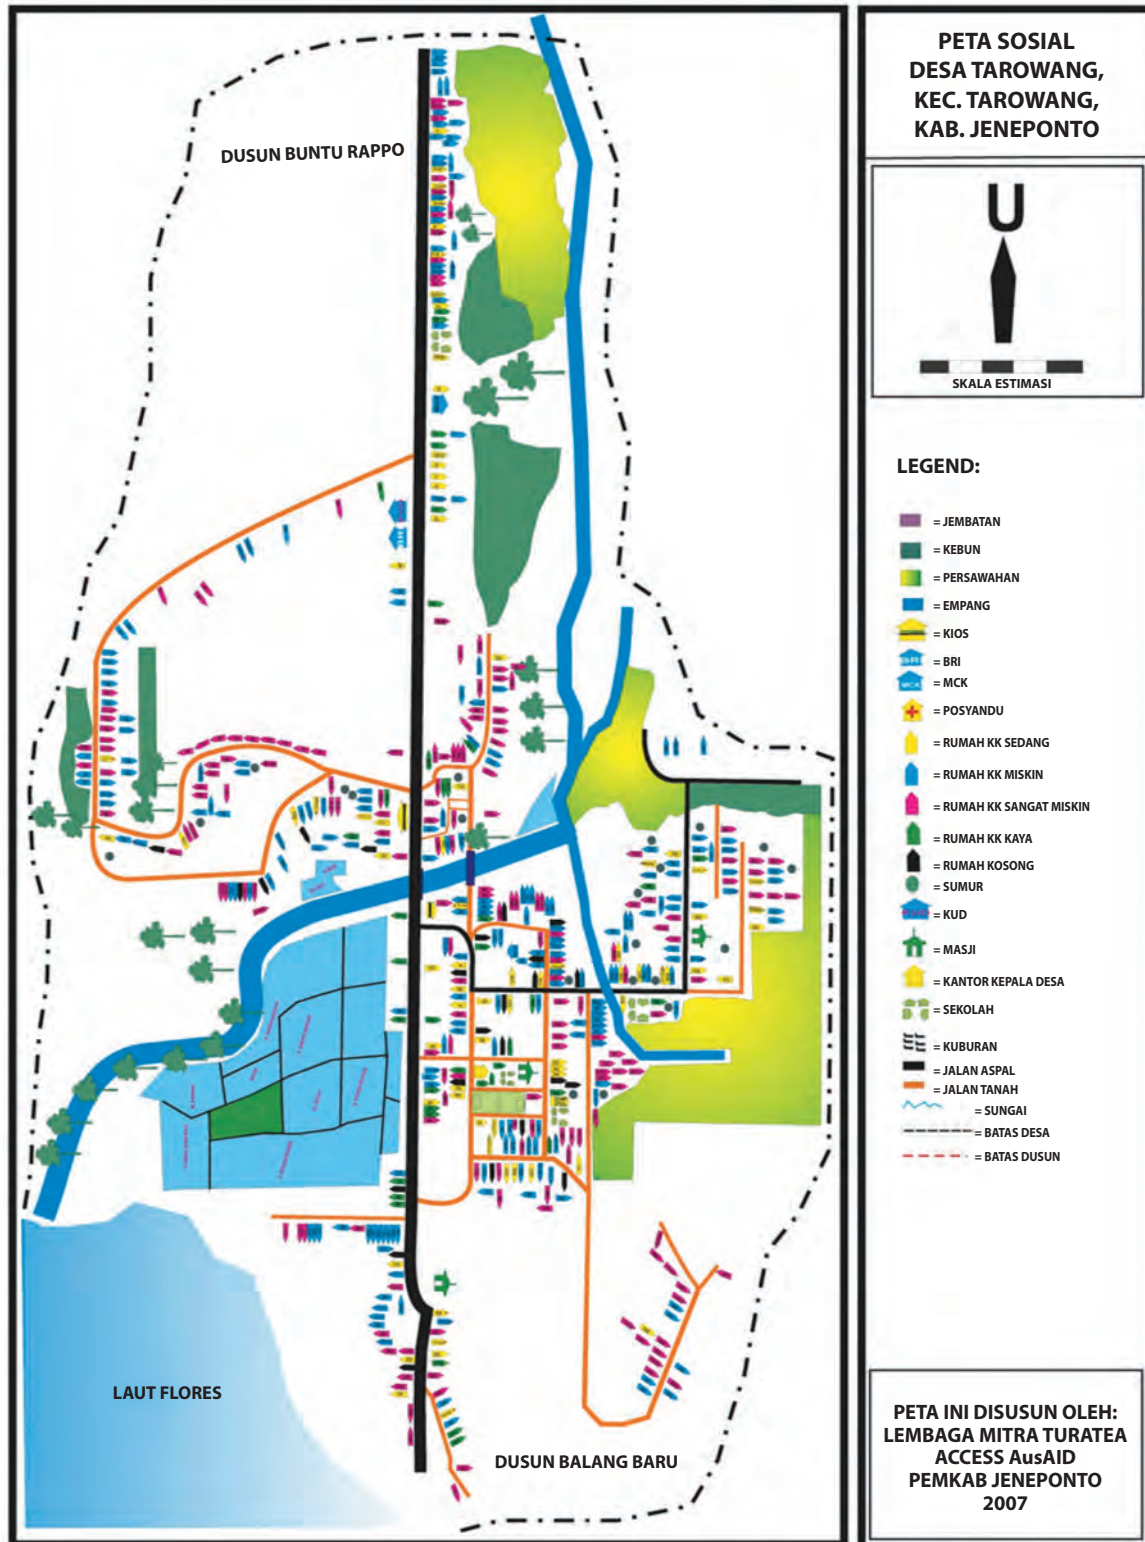 PETA SOSIAL
DESA TAROWANG,
KEC. TAROWANG,
KAB. JENEPONTO
U
SKALA ESTIMASI
LEGEND:
= JEMBATAN
= KEBUN
= PERSAWAHAN
= EMPANG
= KIOS
BRI = BRI
MCK = MCK
= POSYANDU
= RUMAH KK SEDANG
= RUMAH KK MISKIN
= RUMAH KK SANGAT MISKIN
= RUMAH KK KAYA
= RUMAH KOSONG
= SUMUR
= KUD
= MASJI
= KANTOR KEPALA DESA
= SEKOLAH
= KUBURAN
= JALAN ASPAL
= JALAN TANAH
= SUNGAI
= BATAS DESA
= BATAS DUSUN
DUSUN BUNTU RAPPO
LAUT FLORES
DUSUN BALANG BARU
PETA INI DISUSUN OLEH:
LEMBAGA MITRA TURATEA
ACCESS AusAID
PEMKAB JENEPONTO
2007